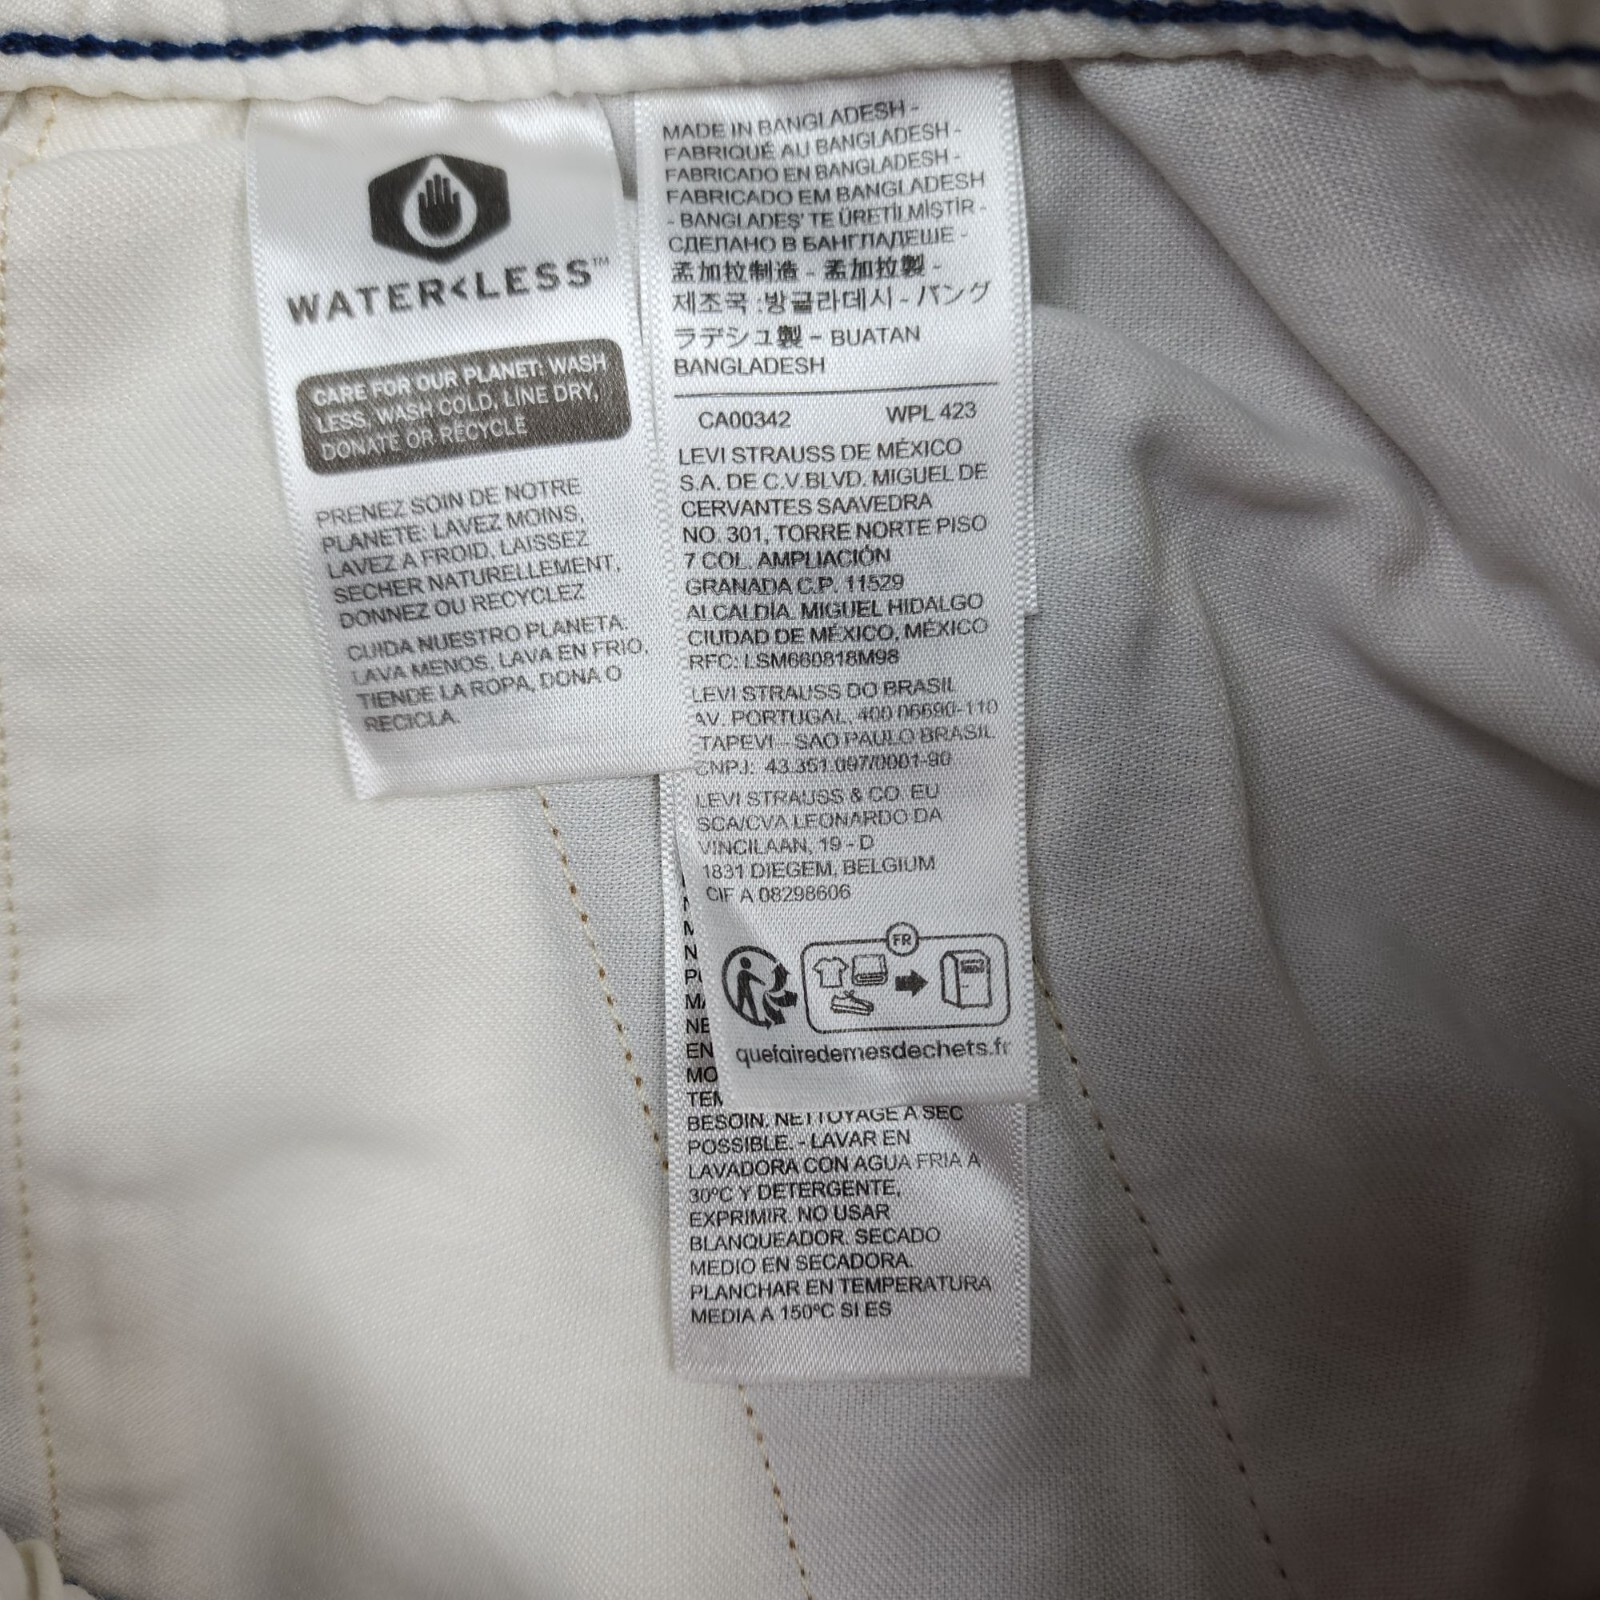 WATER<LESS™
CARE FOR OUR PLANET: WASH
LESS, WASH COLD, LINE DRY,
DONATE OR RECYCLE
PRENEZ SOIN DE NOTRE
PLANETE: LAVEZ MOINS,
LAVEZ A FROID, LAISSEZ
SECHER NATURELLEMENT,
DONNEZ OU RECYCLEZ
CUIDA NUESTRO PLANETA:
LAVA MENOS, LAVA EN FRIO,
TIENDE LA ROPA, DONA O
RECICLA.
MADE IN BANGLADESH -
FABRIQUÉ AU BANGLADESH -
FABRICADO EN BANGLADESH -
FABRICADO EM BANGLADESH
- BANGLADEŞ' TE ÜRETİLMİŞTİR -
СДЕЛАНО В БАНГЛАДЕШЕ -
孟加拉制造 - 孟加拉製 -
제조국 :방글라데시 - バング
ラデシュ製 - BUATAN
BANGLADESH
CA00342 WPL 423
LEVI STRAUSS DE MÉXICO
S.A. DE C.V.BLVD. MIGUEL DE
CERVANTES SAAVEDRA
NO. 301, TORRE NORTE PISO
7 COL. AMPLIACIÓN
GRANADA C.P. 11529
ALCALDÍA. MIGUEL HIDALGO
CIUDAD DE MÉXICO, MÉXICO
RFC: LSM660818M98
LEVI STRAUSS DO BRASIL
AV. PORTUGAL, 400 06690-110
ITAPEVI - SAO PAULO BRASIL
CNPJ: 43.351.097/0001-90
LEVI STRAUSS & CO. EU
SCA/CVA LEONARDO DA
VINCILAAN, 19 - D
1831 DIEGEM, BELGIUM
CIF A 08298606
FR
quefairedemesdechets.fr
BESOIN. NETTOYAGE A SEC
POSSIBLE. - LAVAR EN
LAVADORA CON AGUA FRIA A
30ºC Y DETERGENTE,
EXPRIMIR. NO USAR
BLANQUEADOR. SECADO
MEDIO EN SECADORA.
PLANCHAR EN TEMPERATURA
MEDIA A 150ºC SI ES